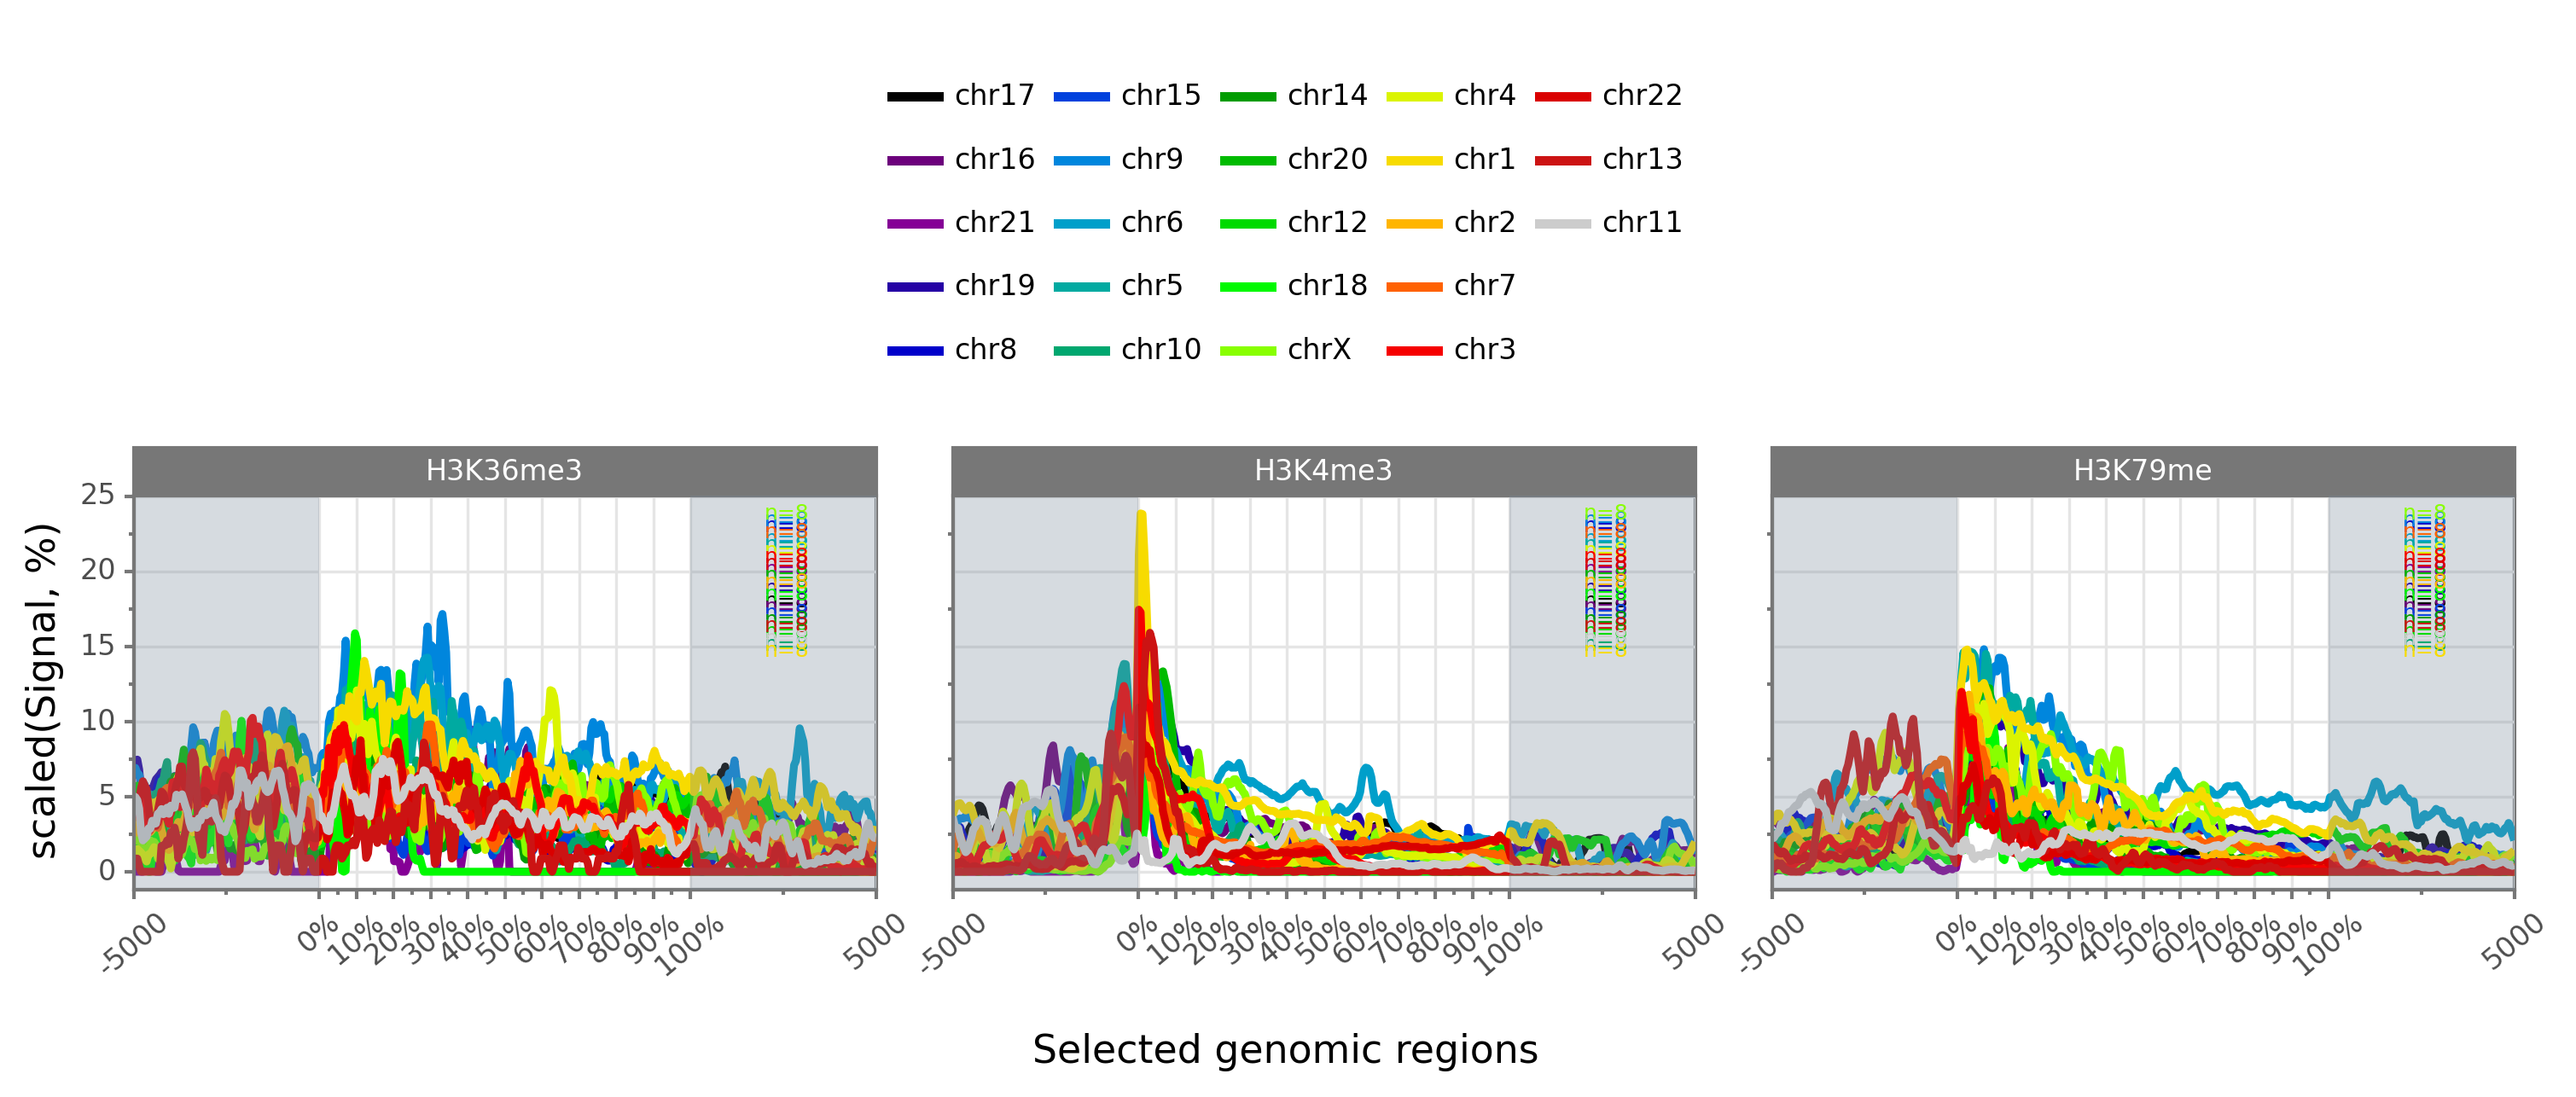 chr17 chr15 chr14 chr4 chr22
chr16 chr9 chr20 chr1 chr13
chr21 chr6 chr12 chr2 chr11
chr19 chr5 chr18 chr7
chr8 chr10 chrX chr3
H3K36me3 H3K4me3 H3K79me
25
20
15
10
5
0
scaled(Signal, %)
-5000 0% 10% 20% 30% 40% 50% 60% 70% 80% 90% 100% 5000
-5000 0% 10% 20% 30% 40% 50% 60% 70% 80% 90% 100% 5000
-5000 0% 10% 20% 30% 40% 50% 60% 70% 80% 90% 100% 5000
Selected genomic regions